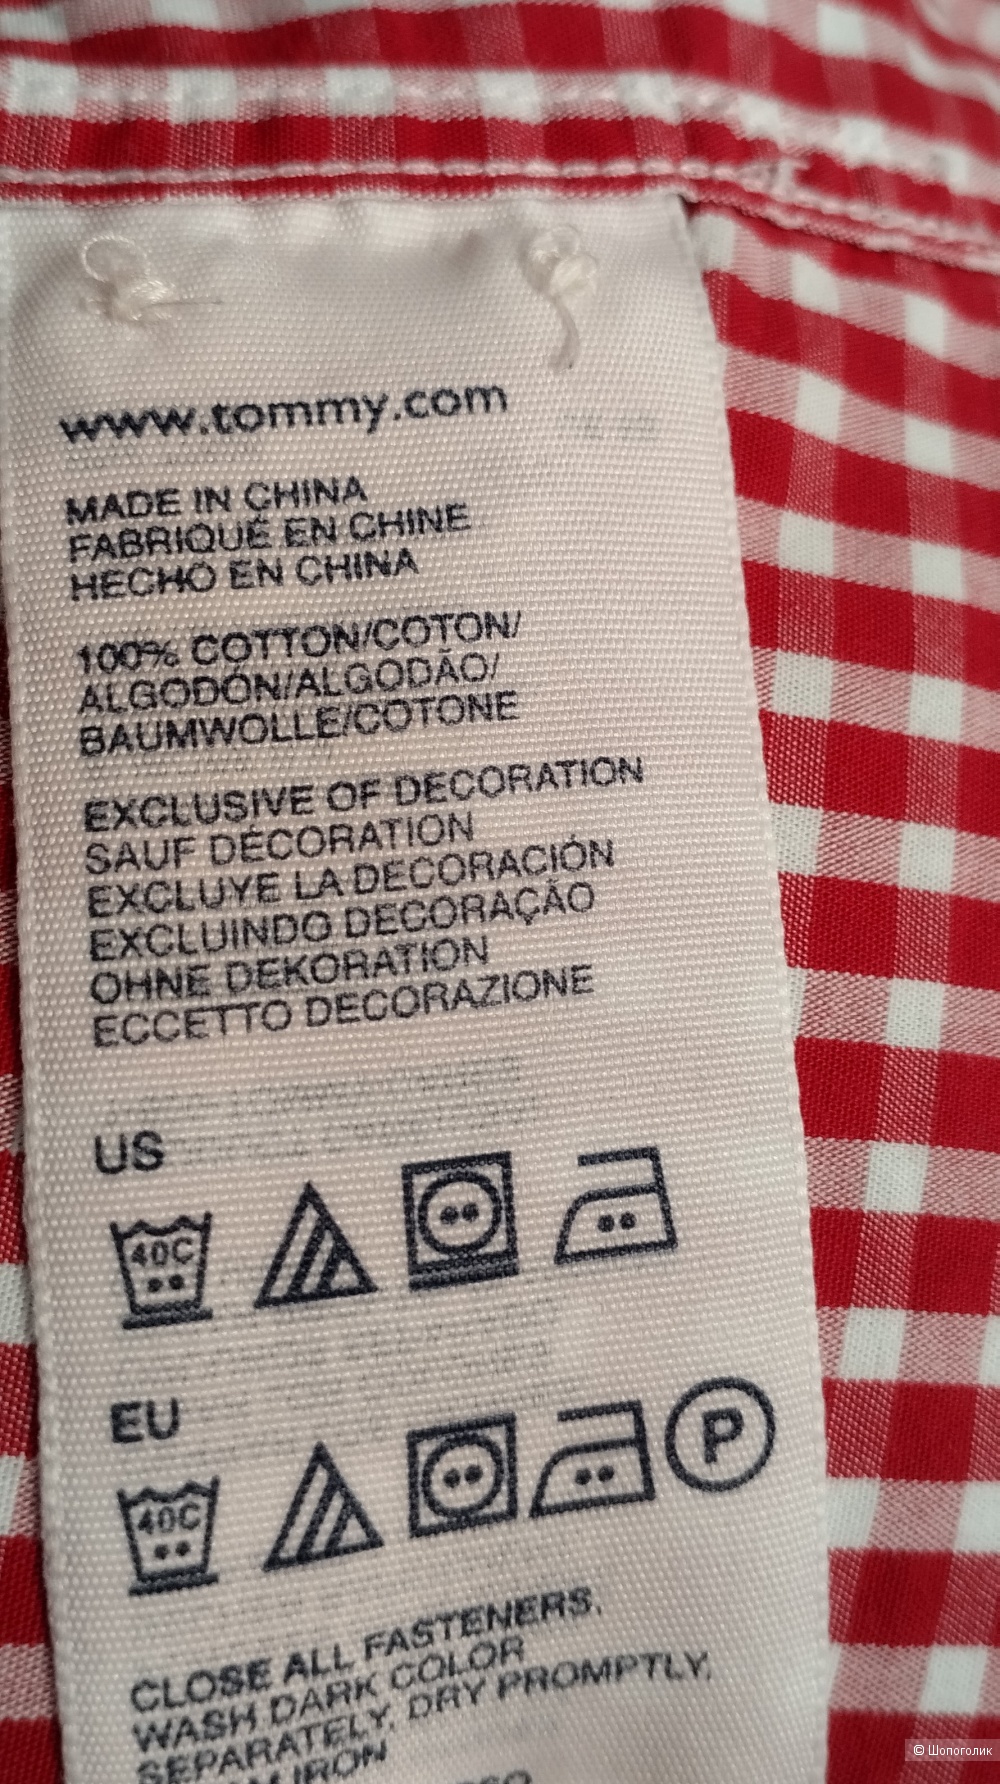 www.tommy.com
MADE IN CHINA
FABRIQUÉ EN CHINE
HECHO EN CHINA
100% COTTON/COTON/
ALGODÓN/ALGODÃO/
BAUMWOLLE/COTONE
EXCLUSIVE OF DECORATION
SAUF DÉCORATION
EXCLUYE LA DECORACIÓN
EXCLUINDO DECORAÇÃO
OHNE DEKORATION
ECCETTO DECORAZIONE
US
40C
EU
40C
P
CLOSE ALL FASTENERS.
WASH DARK COLOR
SEPARATELY. DRY PROMPTLY.
IRON
© Шопоголик